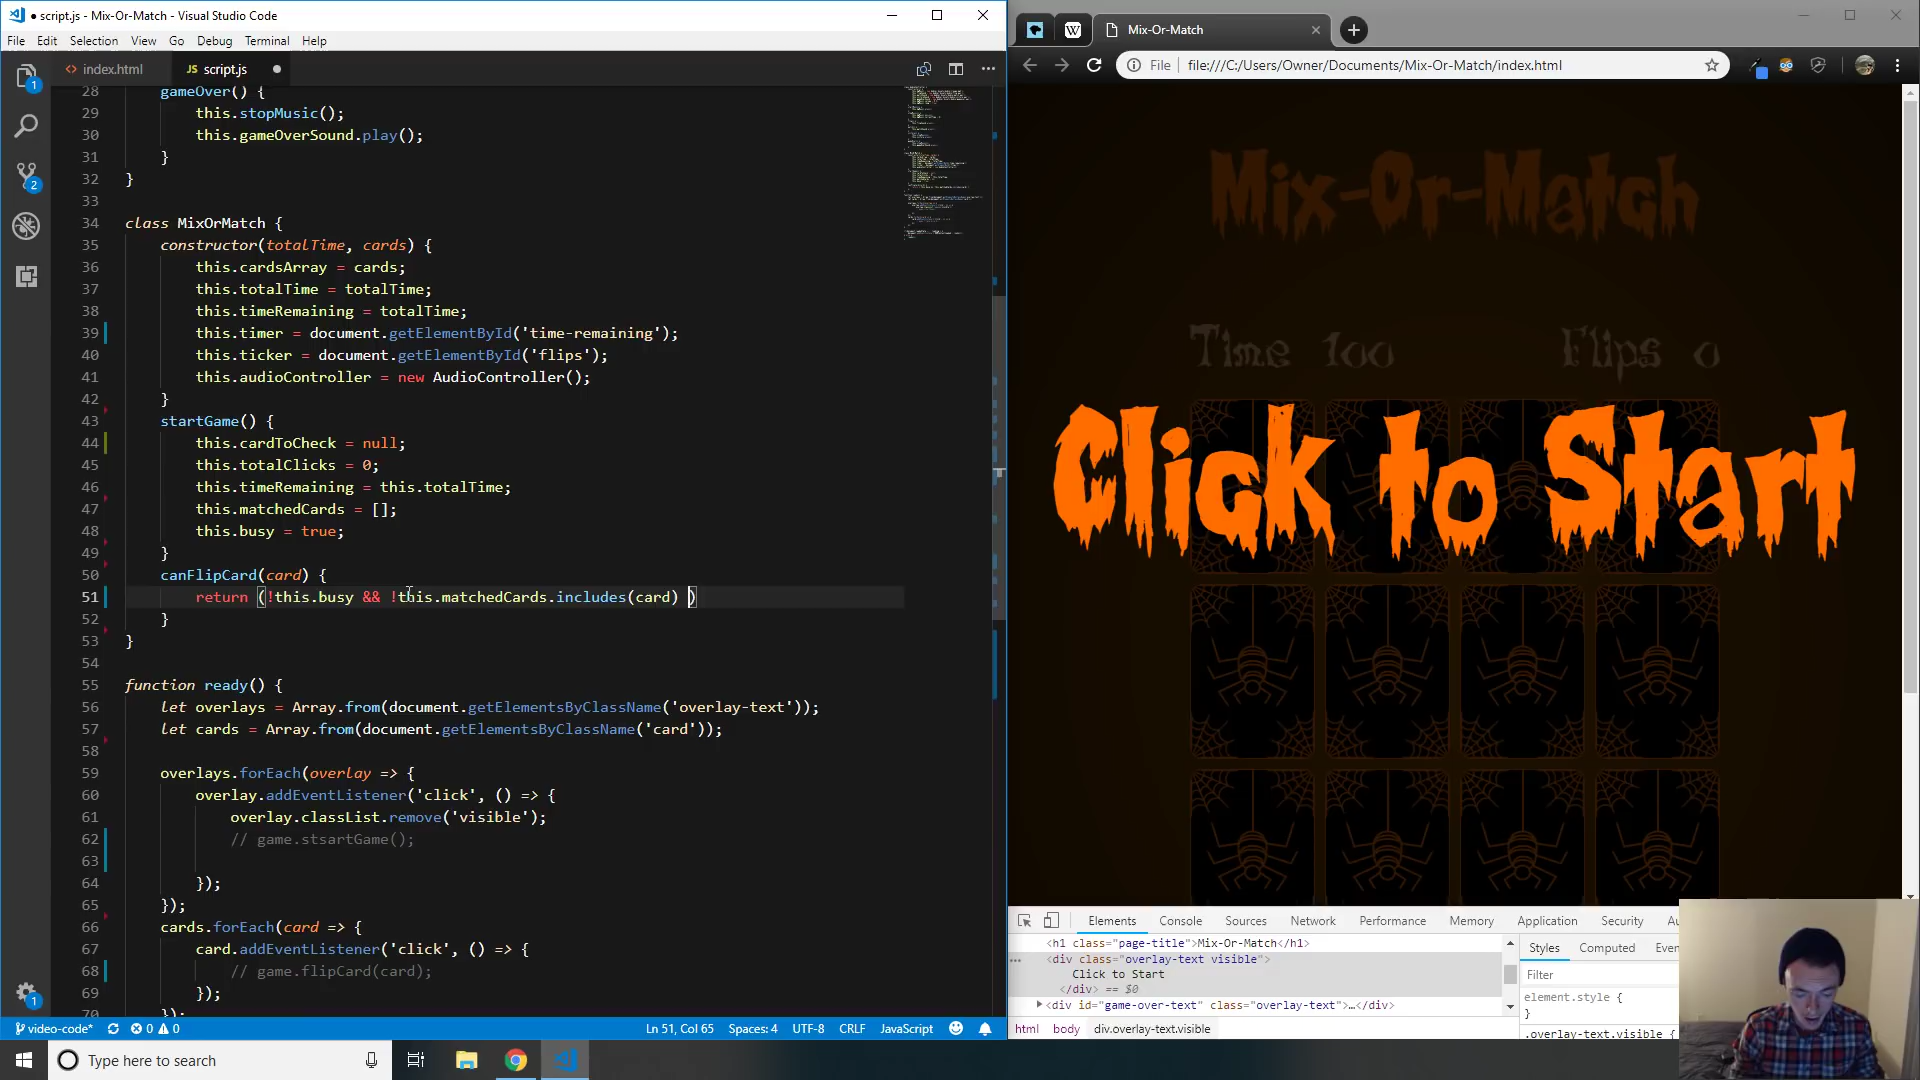 script.js - Mix-Or-Match - Visual Studio Code
File Edit Selection View Go Debug Terminal Help
index.html
JS script.js
28 gameOver() {
29 this.stopMusic();
30 this.gameOverSound.play();
31 }
32 }
33
34 class MixOrMatch {
35 constructor(totalTime, cards) {
36 this.cardsArray = cards;
37 this.totalTime = totalTime;
38 this.timeRemaining = totalTime;
39 this.timer = document.getElementById('time-remaining');
40 this.ticker = document.getElementById('flips');
41 this.audioController = new AudioController();
42 }
43 startGame() {
44 this.cardToCheck = null;
45 this.totalClicks = 0;
46 this.timeRemaining = this.totalTime;
47 this.matchedCards = [];
48 this.busy = true;
49 }
50 canFlipCard(card) {
51 return (!this.busy && !this.matchedCards.includes(card) )
52 }
53 }
54
55 function ready() {
56 let overlays = Array.from(document.getElementsByClassName('overlay-text'));
57 let cards = Array.from(document.getElementsByClassName('card'));
58
59 overlays.forEach(overlay => {
60 overlay.addEventListener('click', () => {
61 overlay.classList.remove('visible');
62 // game.stsartGame();
63
64 });
65 });
66 cards.forEach(card => {
67 card.addEventListener('click', () => {
68 // game.flipCard(card);
69 });
70 });
1
2
1
video-code* 0 0 Ln 51, Col 65 Spaces: 4 UTF-8 CRLF JavaScript
Type here to search
W
Mix-Or-Match
File file:///C:/Users/Owner/Documents/Mix-Or-Match/index.html
Mix-Or-Match
Time 100 Flips 0
Click to Start
Elements Console Sources Network Performance Memory Application Security Au
<h1 class="page-title">Mix-Or-Match</h1>
<div class="overlay-text visible">
Click to Start
</div> == $0
<div id="game-over-text" class="overlay-text">…</div>
html body div.overlay-text.visible
Styles Computed Even
Filter
element.style {
}
.overlay-text.visible {